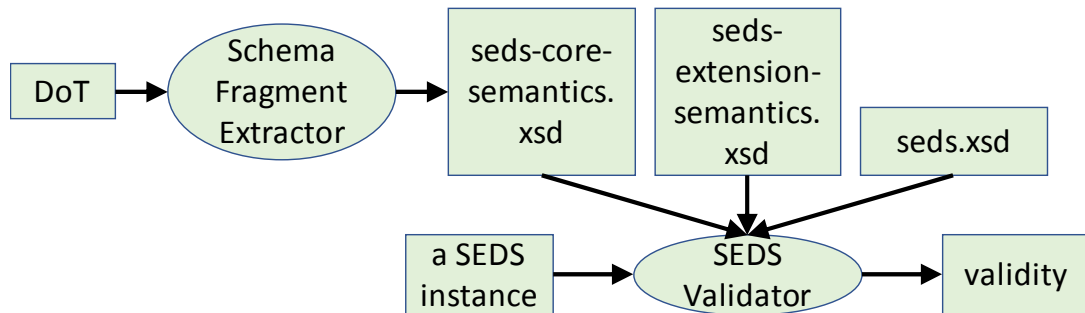 DoT
Schema
Fragment
Extractor
seds-core-
semantics.
xsd
seds-
extension-
semantics.
xsd
seds.xsd
a SEDS
instance
SEDS
Validator
validity